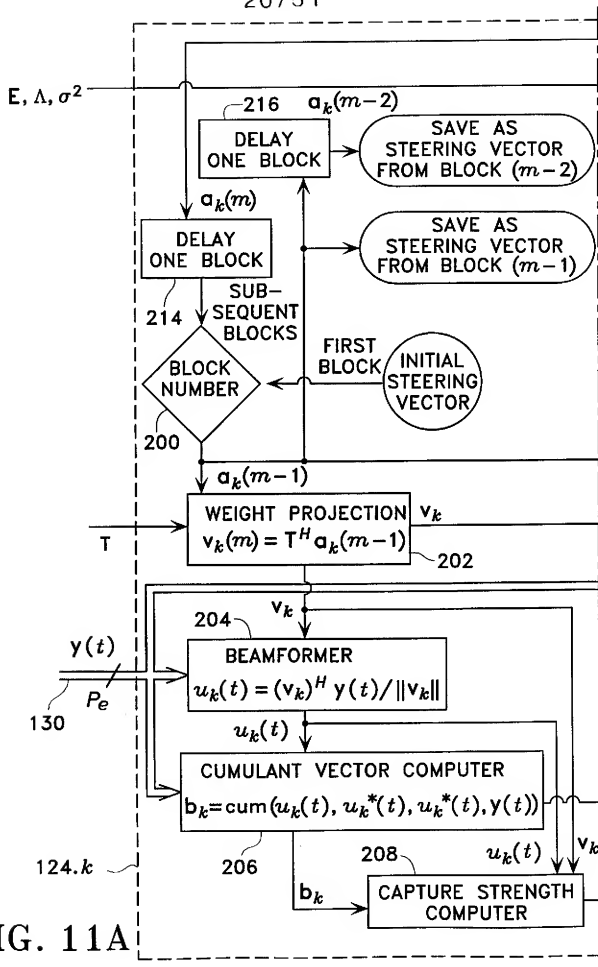 E, Λ, σ²
216
a_k(m−2)
DELAY
ONE BLOCK
SAVE AS
STEERING VECTOR
FROM BLOCK (m−2)
a_k(m)
DELAY
ONE BLOCK
214
SAVE AS
STEERING VECTOR
FROM BLOCK (m−1)
SUB-
SEQUENT
BLOCKS
BLOCK
NUMBER
200
FIRST
BLOCK
INITIAL
STEERING
VECTOR
a_k(m−1)
T
WEIGHT PROJECTION
v_k(m) = T^H a_k(m−1)
202
v_k
v_k
204
y(t)
P_e
130
BEAMFORMER
u_k(t) = (v_k)^H y(t)/‖v_k‖
u_k(t)
CUMULANT VECTOR COMPUTER
b_k=cum(u_k(t), u_k*(t), u_k*(t), y(t))
206
208
u_k(t)
v_k
124.k
b_k
CAPTURE STRENGTH
COMPUTER
IG. 11A